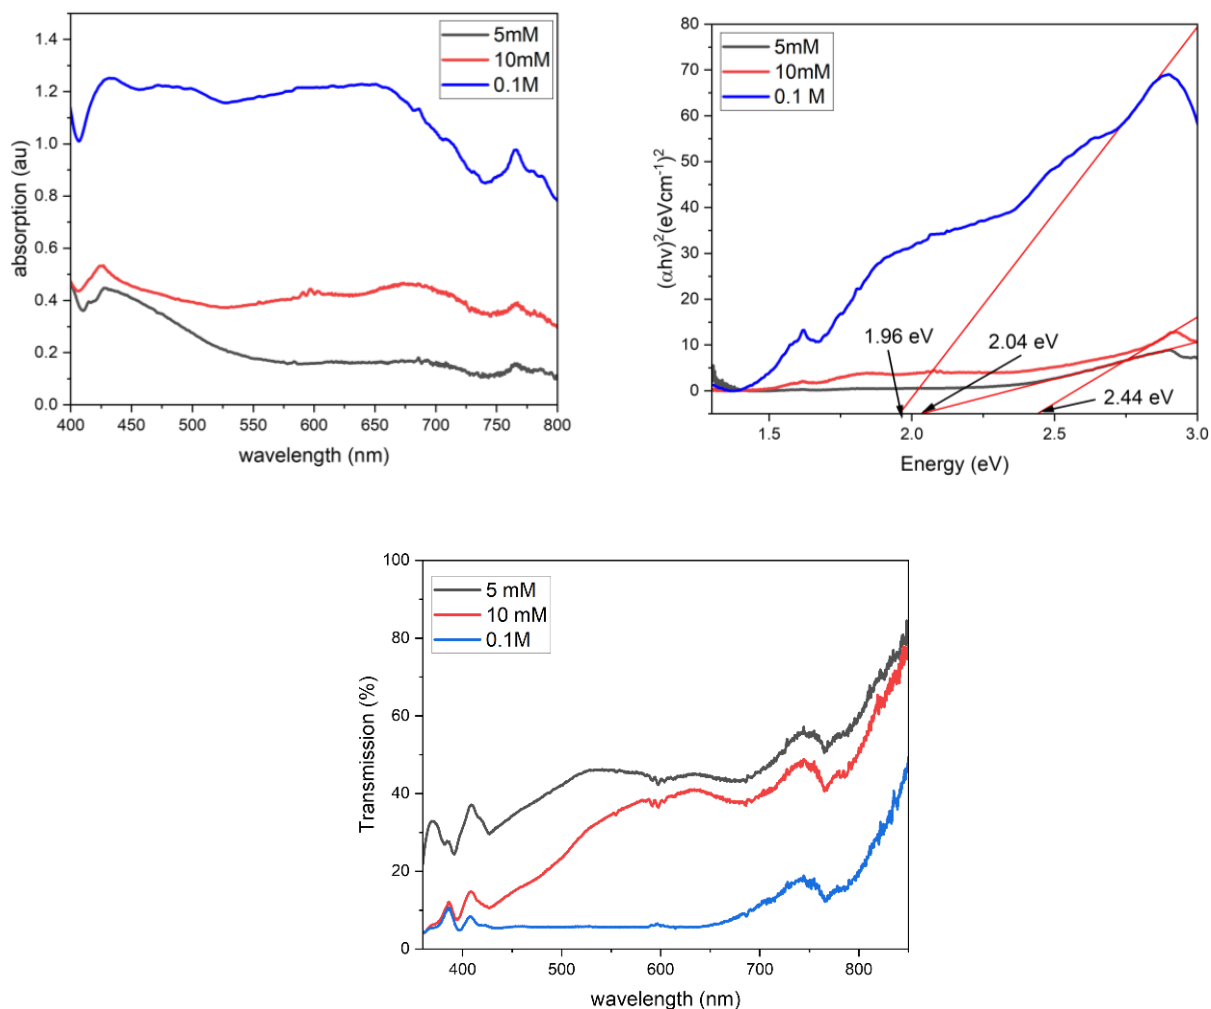 1.4
1.2
1.0
0.8
0.6
0.4
0.2
0.0
absorption (au)
5mM
10mM
0.1M
400 450 500 550 600 650 700 750 800
wavelength (nm)
80
70
60
50
40
30
20
10
0
(αhν)²(eVcm⁻¹)²
5mM
10mM
0.1 M
1.96 eV
2.04 eV
2.44 eV
1.5 2.0 2.5 3.0
Energy (eV)
100
80
60
40
20
0
Transmission (%)
5 mM
10 mM
0.1M
400 500 600 700 800
wavelength (nm)